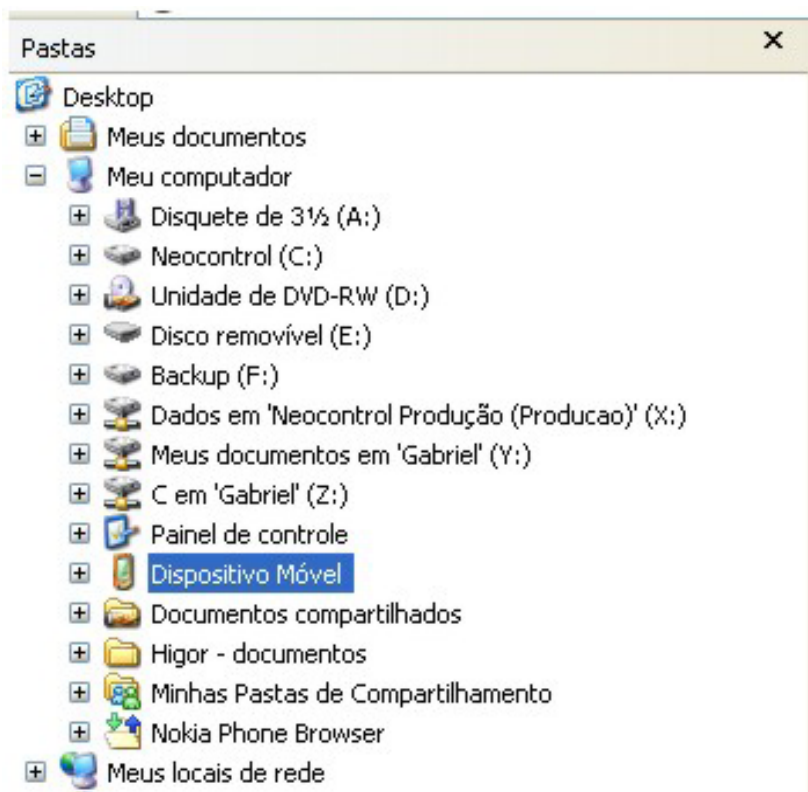 Pastas
Desktop
Meus documentos
Meu computador
Disquete de 3½ (A:)
Neocontrol (C:)
Unidade de DVD-RW (D:)
Disco removível (E:)
Backup (F:)
Dados em 'Neocontrol Produção (Producao)' (X:)
Meus documentos em 'Gabriel' (Y:)
C em 'Gabriel' (Z:)
Painel de controle
Dispositivo Móvel
Documentos compartilhados
Higor - documentos
Minhas Pastas de Compartilhamento
Nokia Phone Browser
Meus locais de rede